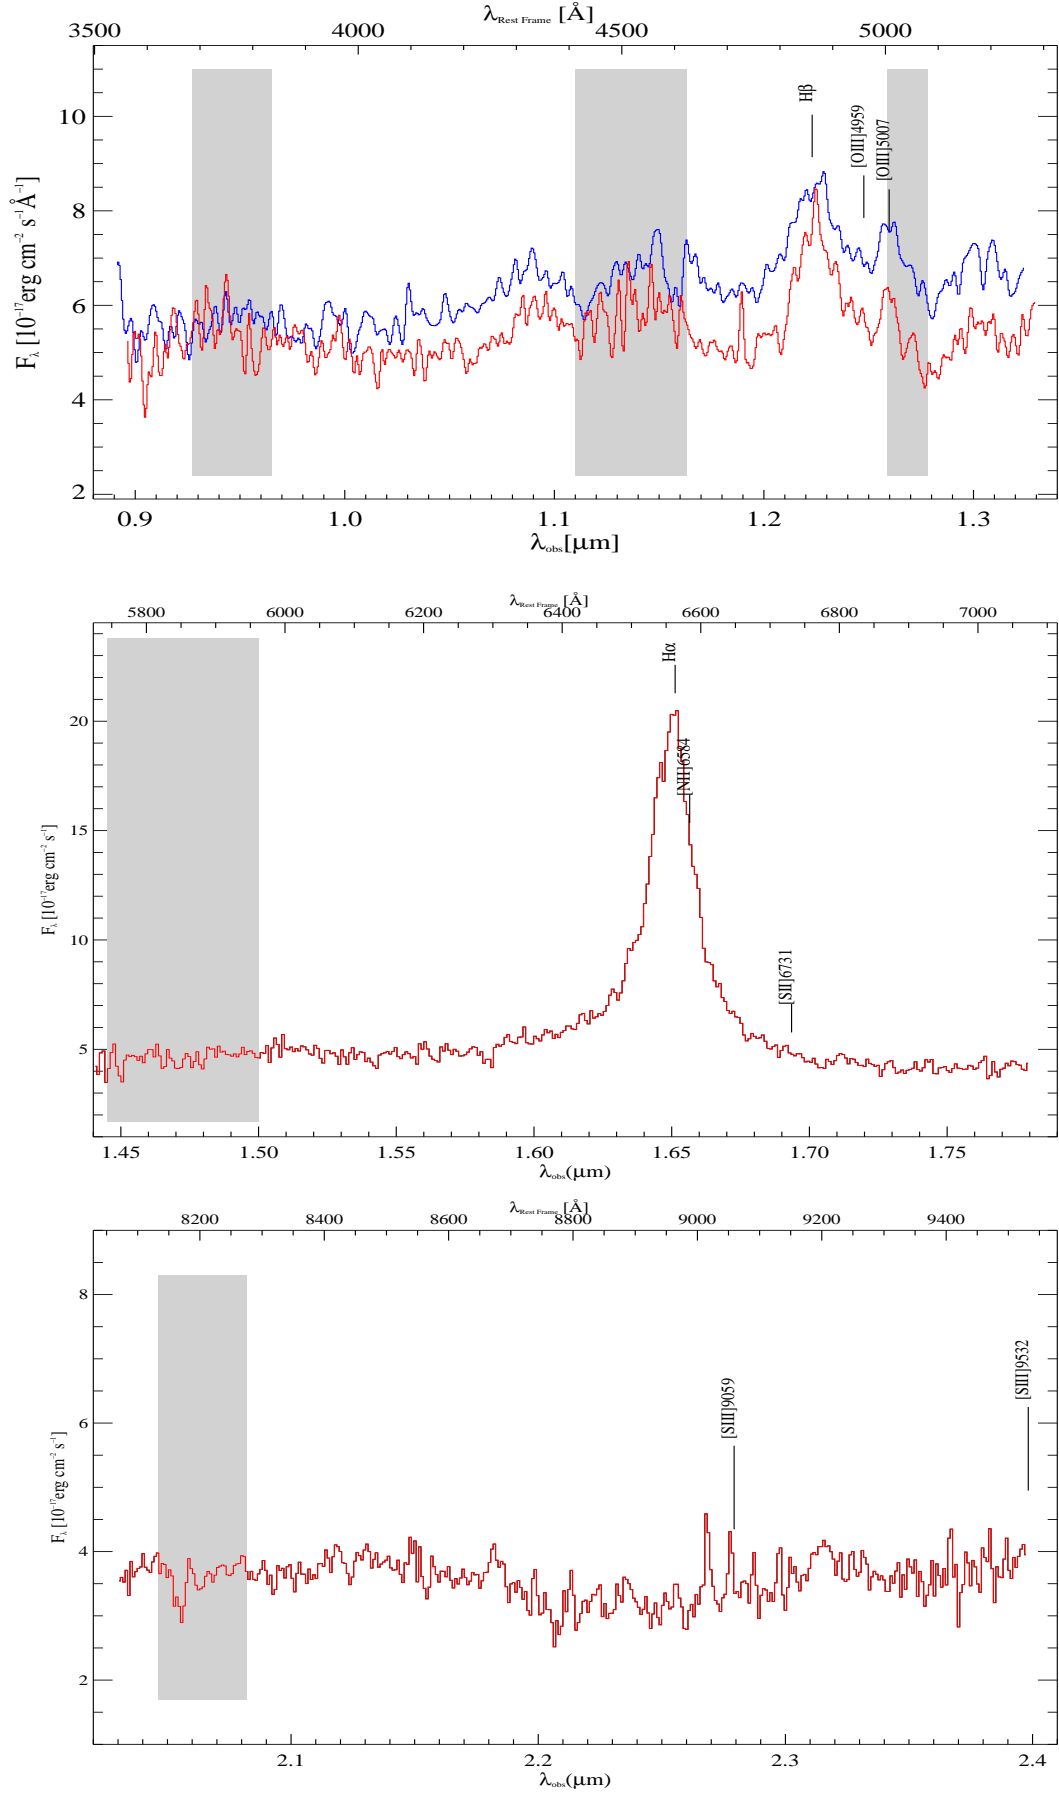 λRest Frame [Å]
3500 4000 4500 5000
Hβ
[OIII]4959
[OIII]5007
10
8
6
4
2
Fλ [10⁻¹⁷erg cm⁻² s⁻¹Å⁻¹]
0.9 1.0 1.1 1.2 1.3
λobs[μm]
λRest Frame [Å]
5800 6000 6200 6400 6600 6800 7000
Hα
[NII]6584
[SII]6731
20
15
10
5
Fλ [10⁻¹⁷erg cm⁻² s⁻¹]
1.45 1.50 1.55 1.60 1.65 1.70 1.75
λobs(μm)
λRest Frame [Å]
8200 8400 8600 8800 9000 9200 9400
[SIII]9059
[SIII]9532
8
6
4
2
Fλ [10⁻¹⁷erg cm⁻² s⁻¹]
2.1 2.2 2.3 2.4
λobs(μm)